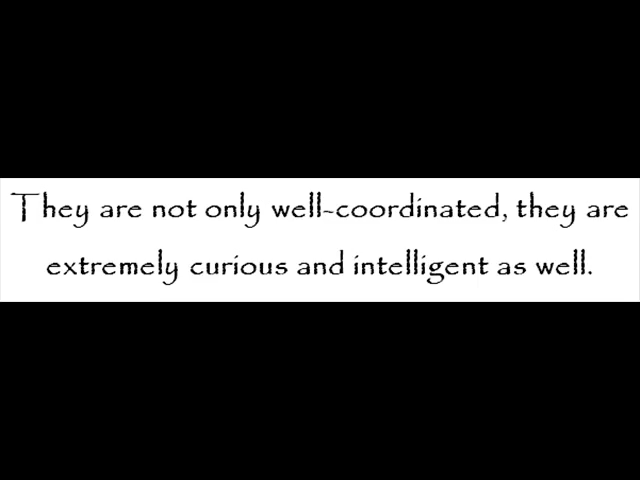 They are not only well-coordinated, they are
extremely curious and intelligent as well.